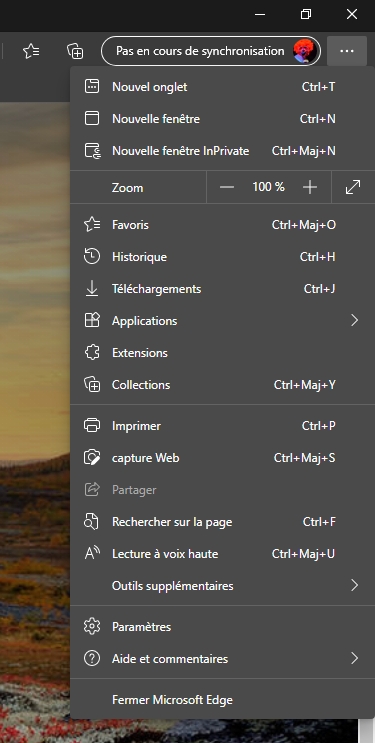 Pas en cours de synchronisation
Nouvel onglet Ctrl+T
Nouvelle fenêtre Ctrl+N
Nouvelle fenêtre InPrivate Ctrl+Maj+N
Zoom 100 %
Favoris Ctrl+Maj+O
Historique Ctrl+H
Téléchargements Ctrl+J
Applications
Extensions
Collections Ctrl+Maj+Y
Imprimer Ctrl+P
capture Web Ctrl+Maj+S
Partager
Rechercher sur la page Ctrl+F
Lecture à voix haute Ctrl+Maj+U
Outils supplémentaires
Paramètres
Aide et commentaires
Fermer Microsoft Edge